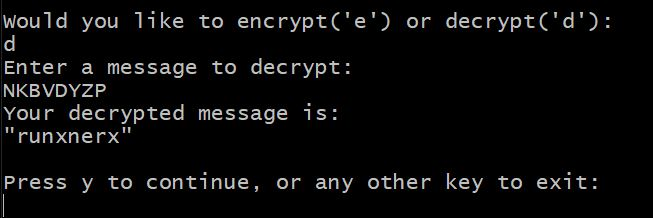 Would you like to encrypt('e') or decrypt('d'):
d
Enter a message to decrypt:
NKBVDYZP
Your decrypted message is:
"runxnerx"
Press y to continue, or any other key to exit: